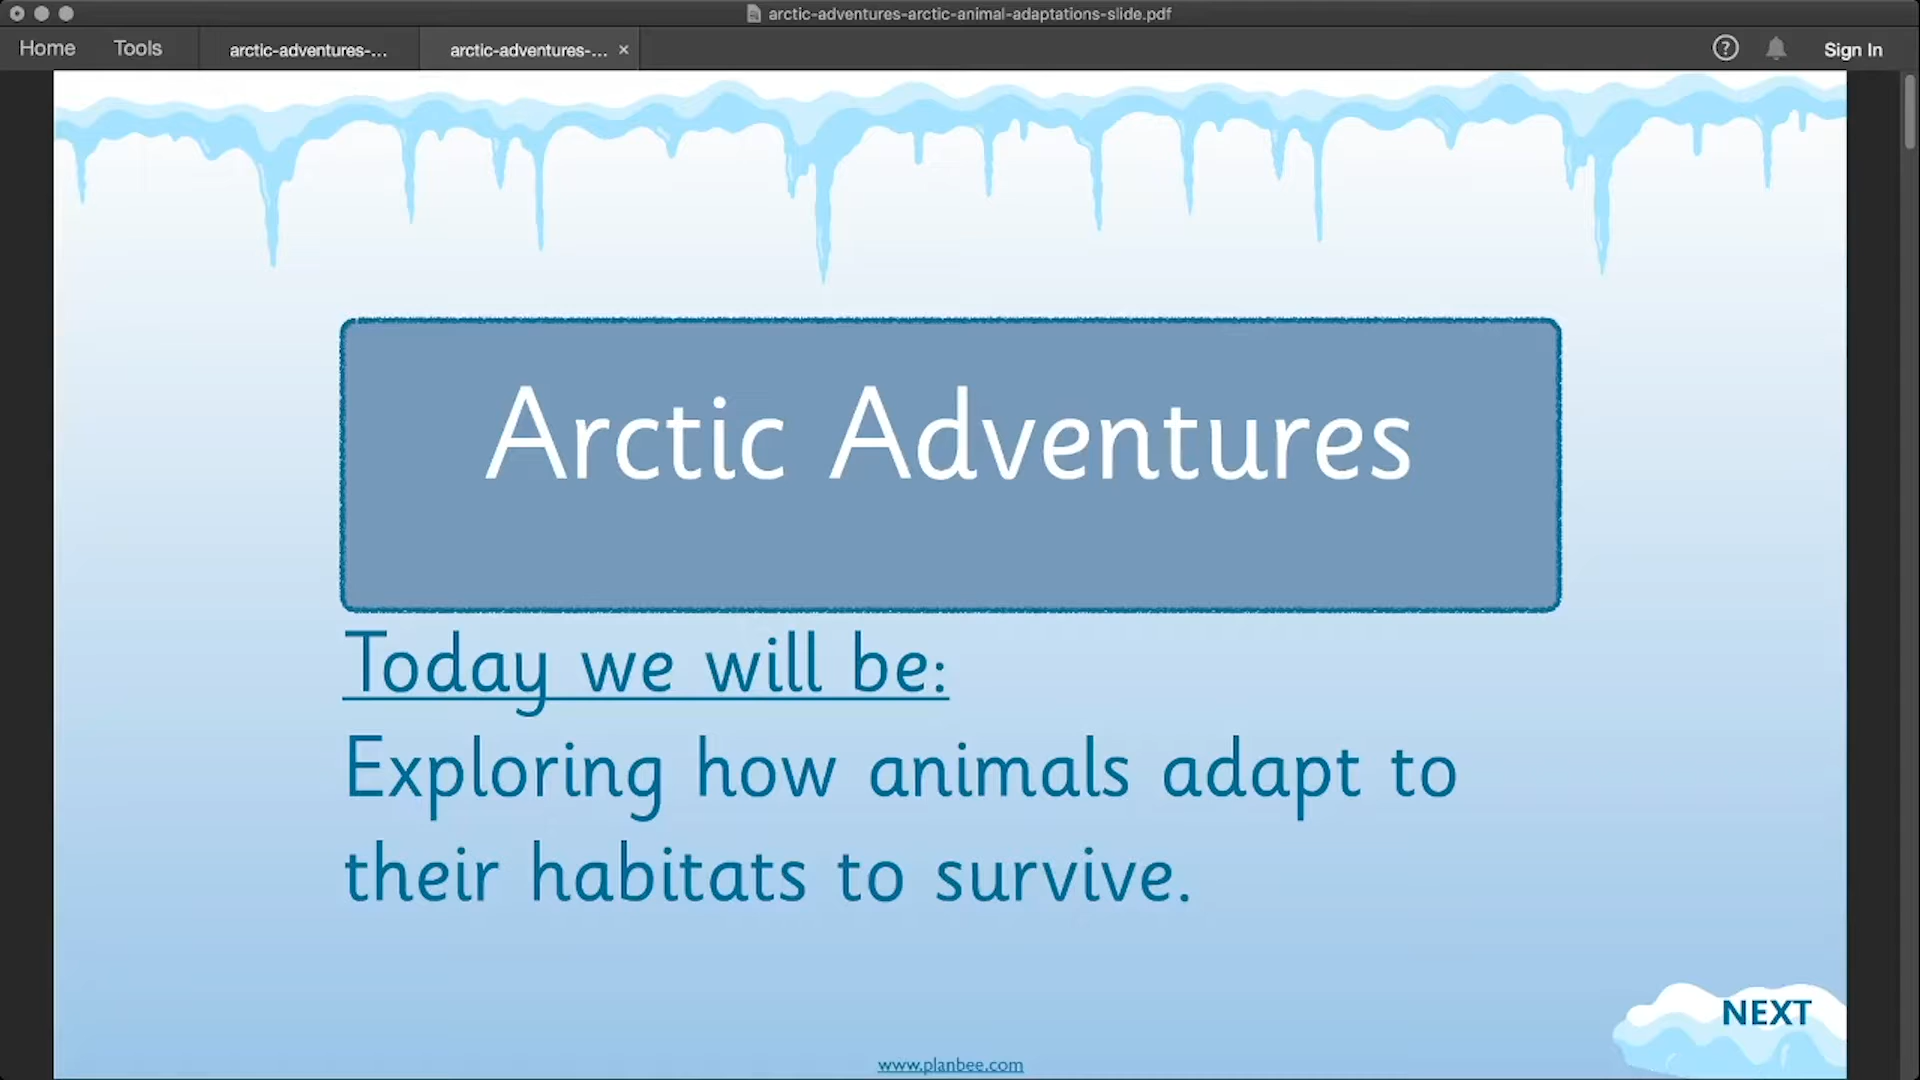 arctic-adventures-arctic-animal-adaptations-slide.pdf
Home Tools arctic-adventures-... arctic-adventures-... × ? Sign In
Arctic Adventures
Today we will be:
Exploring how animals adapt to
their habitats to survive.
NEXT
www.planbee.com